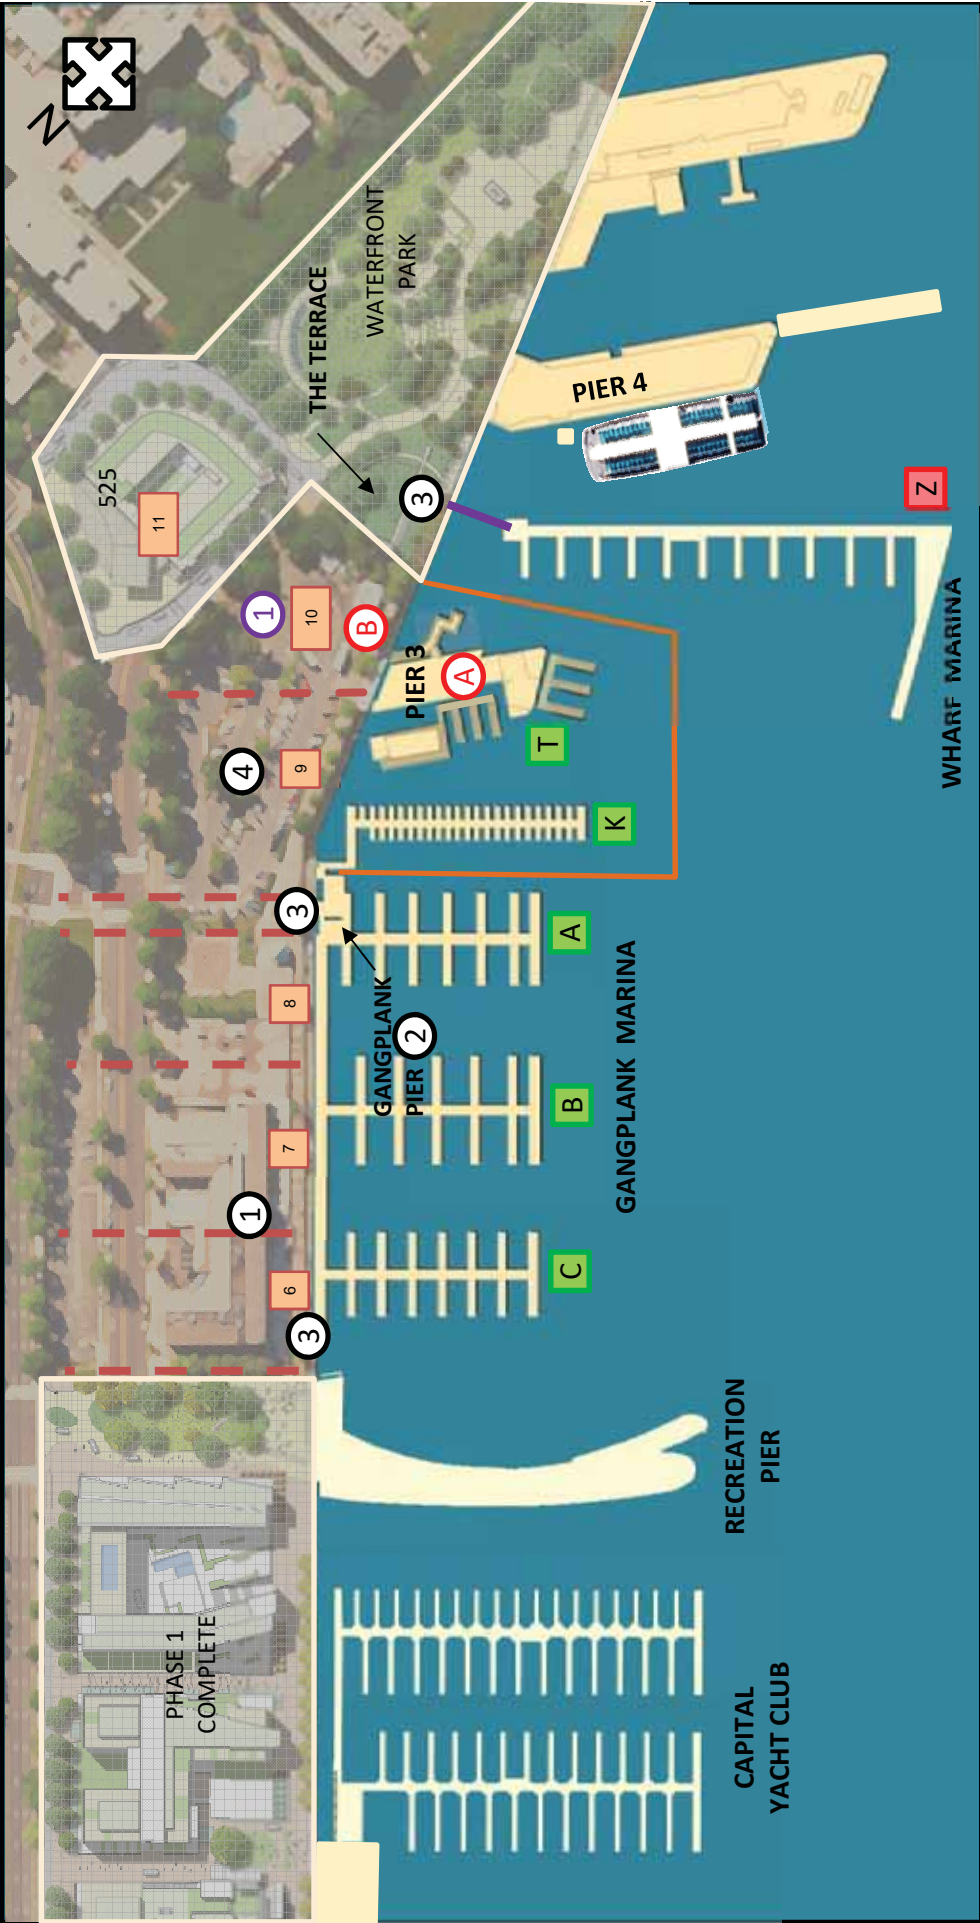 N
525
11
THE TERRACE
WATERFRONT
PARK
3
PIER 4
Z
WHARF MARINA
1
10
B
PIER 3
A
T
4
9
K
3
A
8
GANGPLANK
PIER
2
B
GANGPLANK MARINA
7
1
C
6
3
RECREATION
PIER
PHASE 1
COMPLETE
CAPITAL
YACHT CLUB